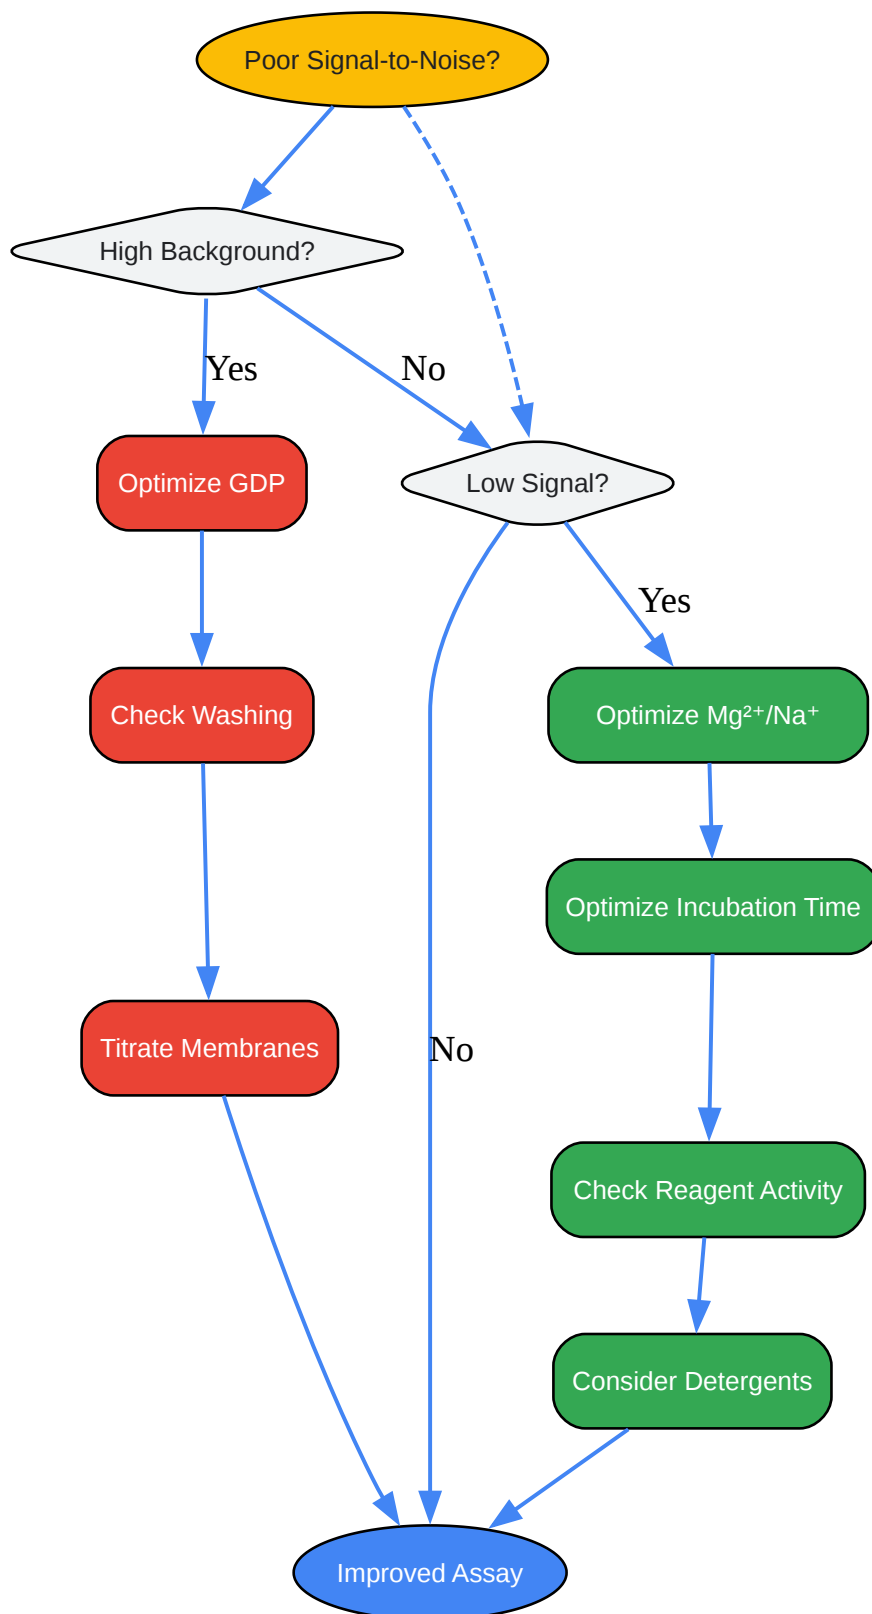 Poor Signal-to-Noise?
High Background?
Yes
No
Optimize GDP
Low Signal?
Yes
Check Washing
Optimize Mg²⁺/Na⁺
Optimize Incubation Time
Titrate Membranes
No
Check Reagent Activity
Consider Detergents
Improved Assay